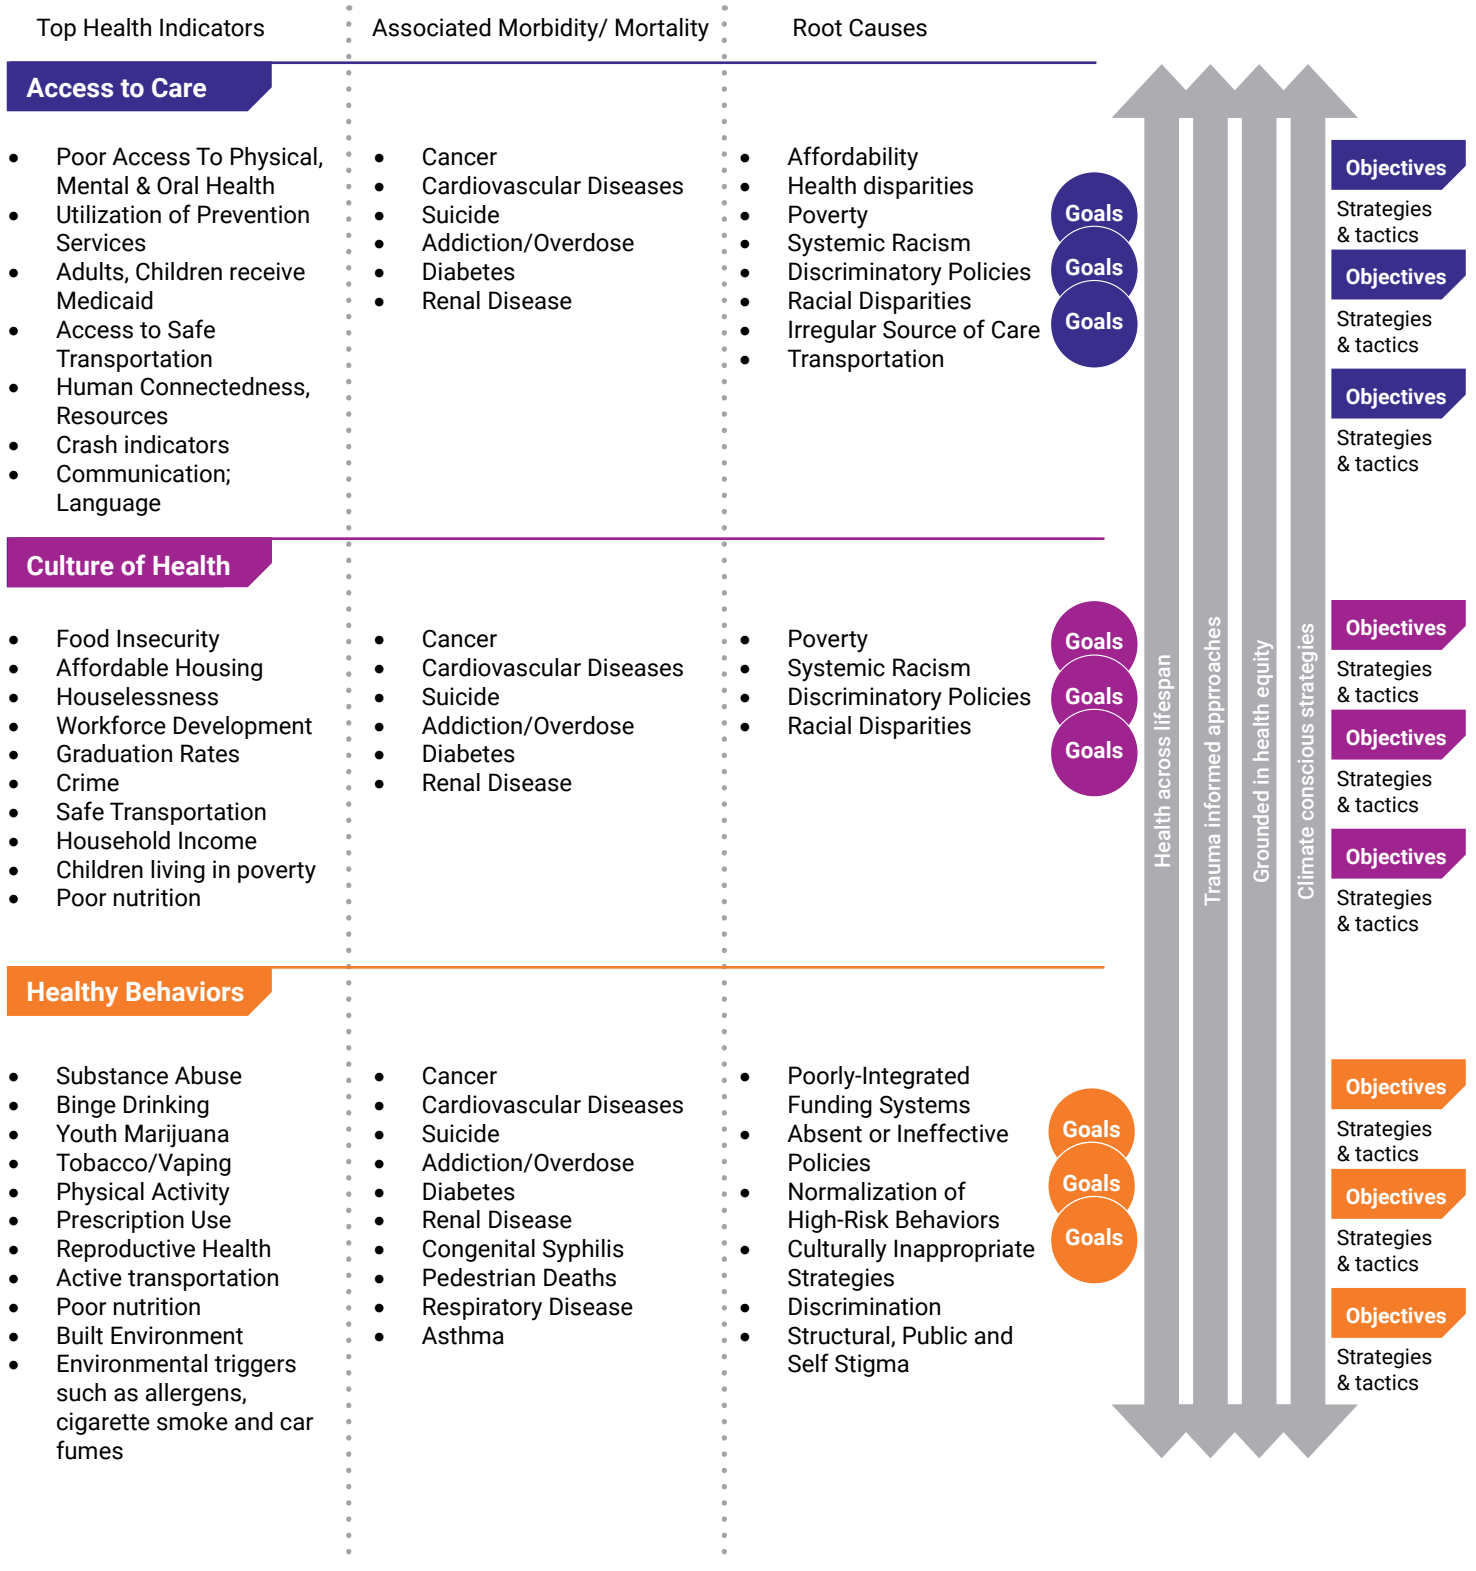 Top Health Indicators
Associated Morbidity/ Mortality
Root Causes
Access to Care
Poor Access To Physical,
Mental & Oral Health
Utilization of Prevention
Services
Adults, Children receive
Medicaid
Access to Safe
Transportation
Human Connectedness,
Resources
Crash indicators
Communication;
Language
Cancer
Cardiovascular Diseases
Suicide
Addiction/Overdose
Diabetes
Renal Disease
Affordability
Health disparities
Poverty
Systemic Racism
Discriminatory Policies
Racial Disparities
Irregular Source of Care
Transportation
Goals
Goals
Goals
Objectives
Strategies
& tactics
Objectives
Strategies
& tactics
Objectives
Strategies
& tactics
Culture of Health
Food Insecurity
Affordable Housing
Houselessness
Workforce Development
Graduation Rates
Crime
Safe Transportation
Household Income
Children living in poverty
Poor nutrition
Cancer
Cardiovascular Diseases
Suicide
Addiction/Overdose
Diabetes
Renal Disease
Poverty
Systemic Racism
Discriminatory Policies
Racial Disparities
Goals
Goals
Goals
Health across lifespan
Trauma informed approaches
Grounded in health equity
Climate conscious strategies
Objectives
Strategies
& tactics
Objectives
Strategies
& tactics
Objectives
Strategies
& tactics
Healthy Behaviors
Substance Abuse
Binge Drinking
Youth Marijuana
Tobacco/Vaping
Physical Activity
Prescription Use
Reproductive Health
Active transportation
Poor nutrition
Built Environment
Environmental triggers
such as allergens,
cigarette smoke and car
fumes
Cancer
Cardiovascular Diseases
Suicide
Addiction/Overdose
Diabetes
Renal Disease
Congenital Syphilis
Pedestrian Deaths
Respiratory Disease
Asthma
Poorly-Integrated
Funding Systems
Absent or Ineffective
Policies
Normalization of
High-Risk Behaviors
Culturally Inappropriate
Strategies
Discrimination
Structural, Public and
Self Stigma
Goals
Goals
Goals
Objectives
Strategies
& tactics
Objectives
Strategies
& tactics
Objectives
Strategies
& tactics